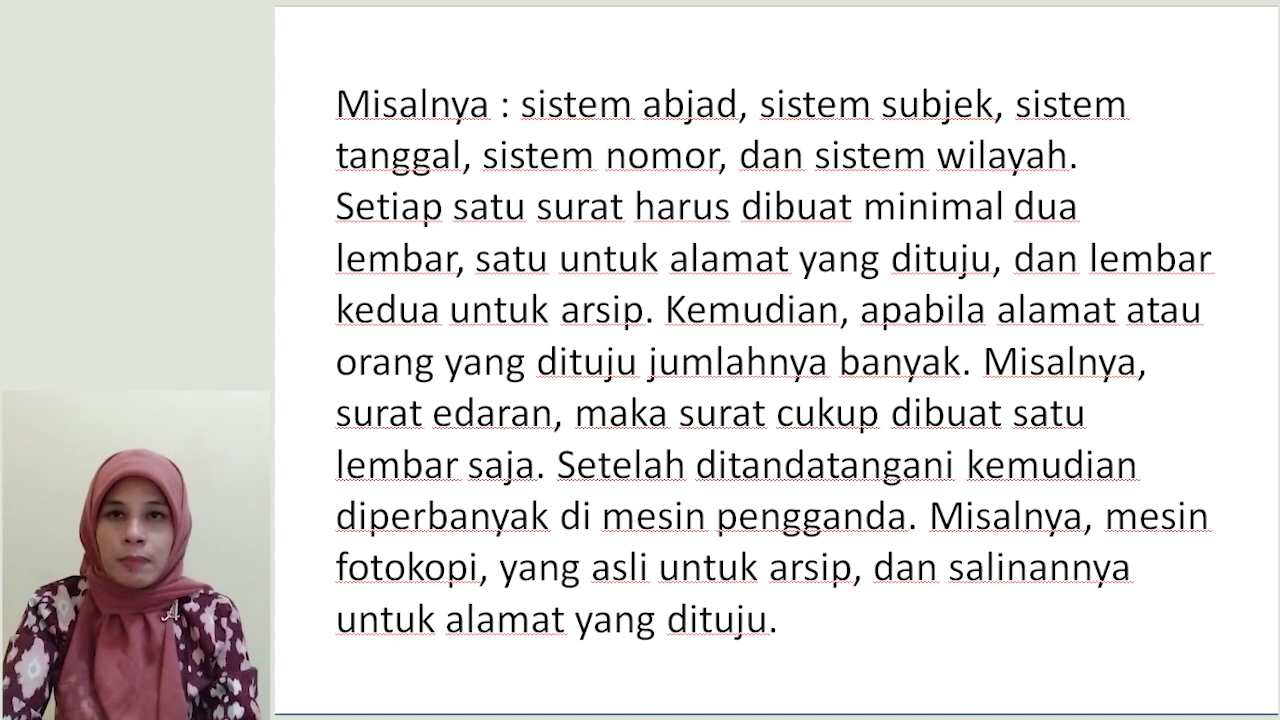 Misalnya : sistem abjad, sistem subjek, sistem
tanggal, sistem nomor, dan sistem wilayah.
Setiap satu surat harus dibuat minimal dua
lembar, satu untuk alamat yang dituju, dan lembar
kedua untuk arsip. Kemudian, apabila alamat atau
orang yang dituju jumlahnya banyak. Misalnya,
surat edaran, maka surat cukup dibuat satu
lembar saja. Setelah ditandatangani kemudian
diperbanyak di mesin pengganda. Misalnya, mesin
fotokopi, yang asli untuk arsip, dan salinannya
untuk alamat yang dituju.
A